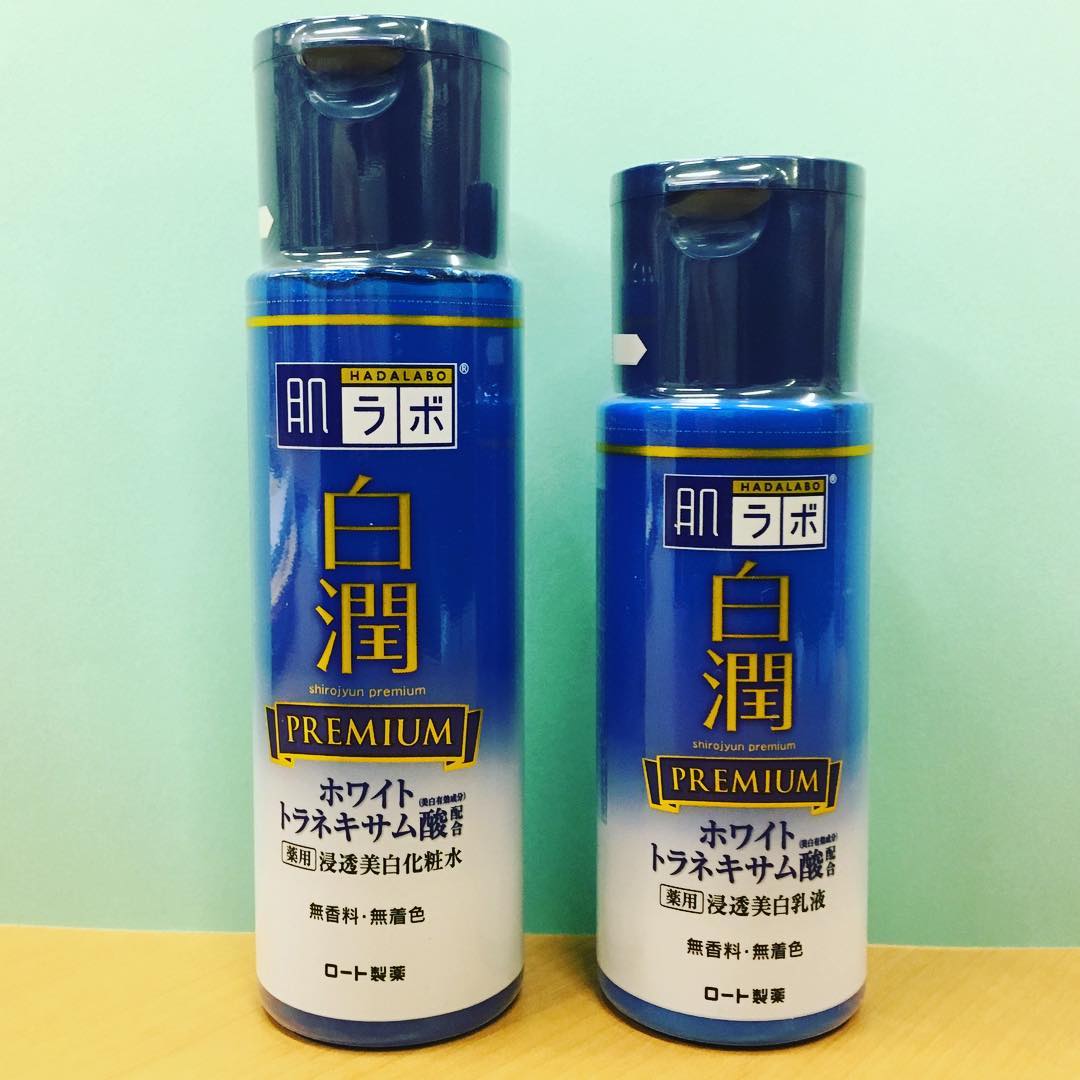 HADALABO
肌ラボ®
白潤
shirojyun premium
PREMIUM
ホワイト
トラネキサム酸(美白有効成分)配合
薬用 浸透美白化粧水
無香料・無着色
ロート製薬
HADALABO
肌ラボ®
白潤
shirojyun premium
PREMIUM
ホワイト
トラネキサム酸(美白有効成分)配合
薬用 浸透美白乳液
無香料・無着色
ロート製薬